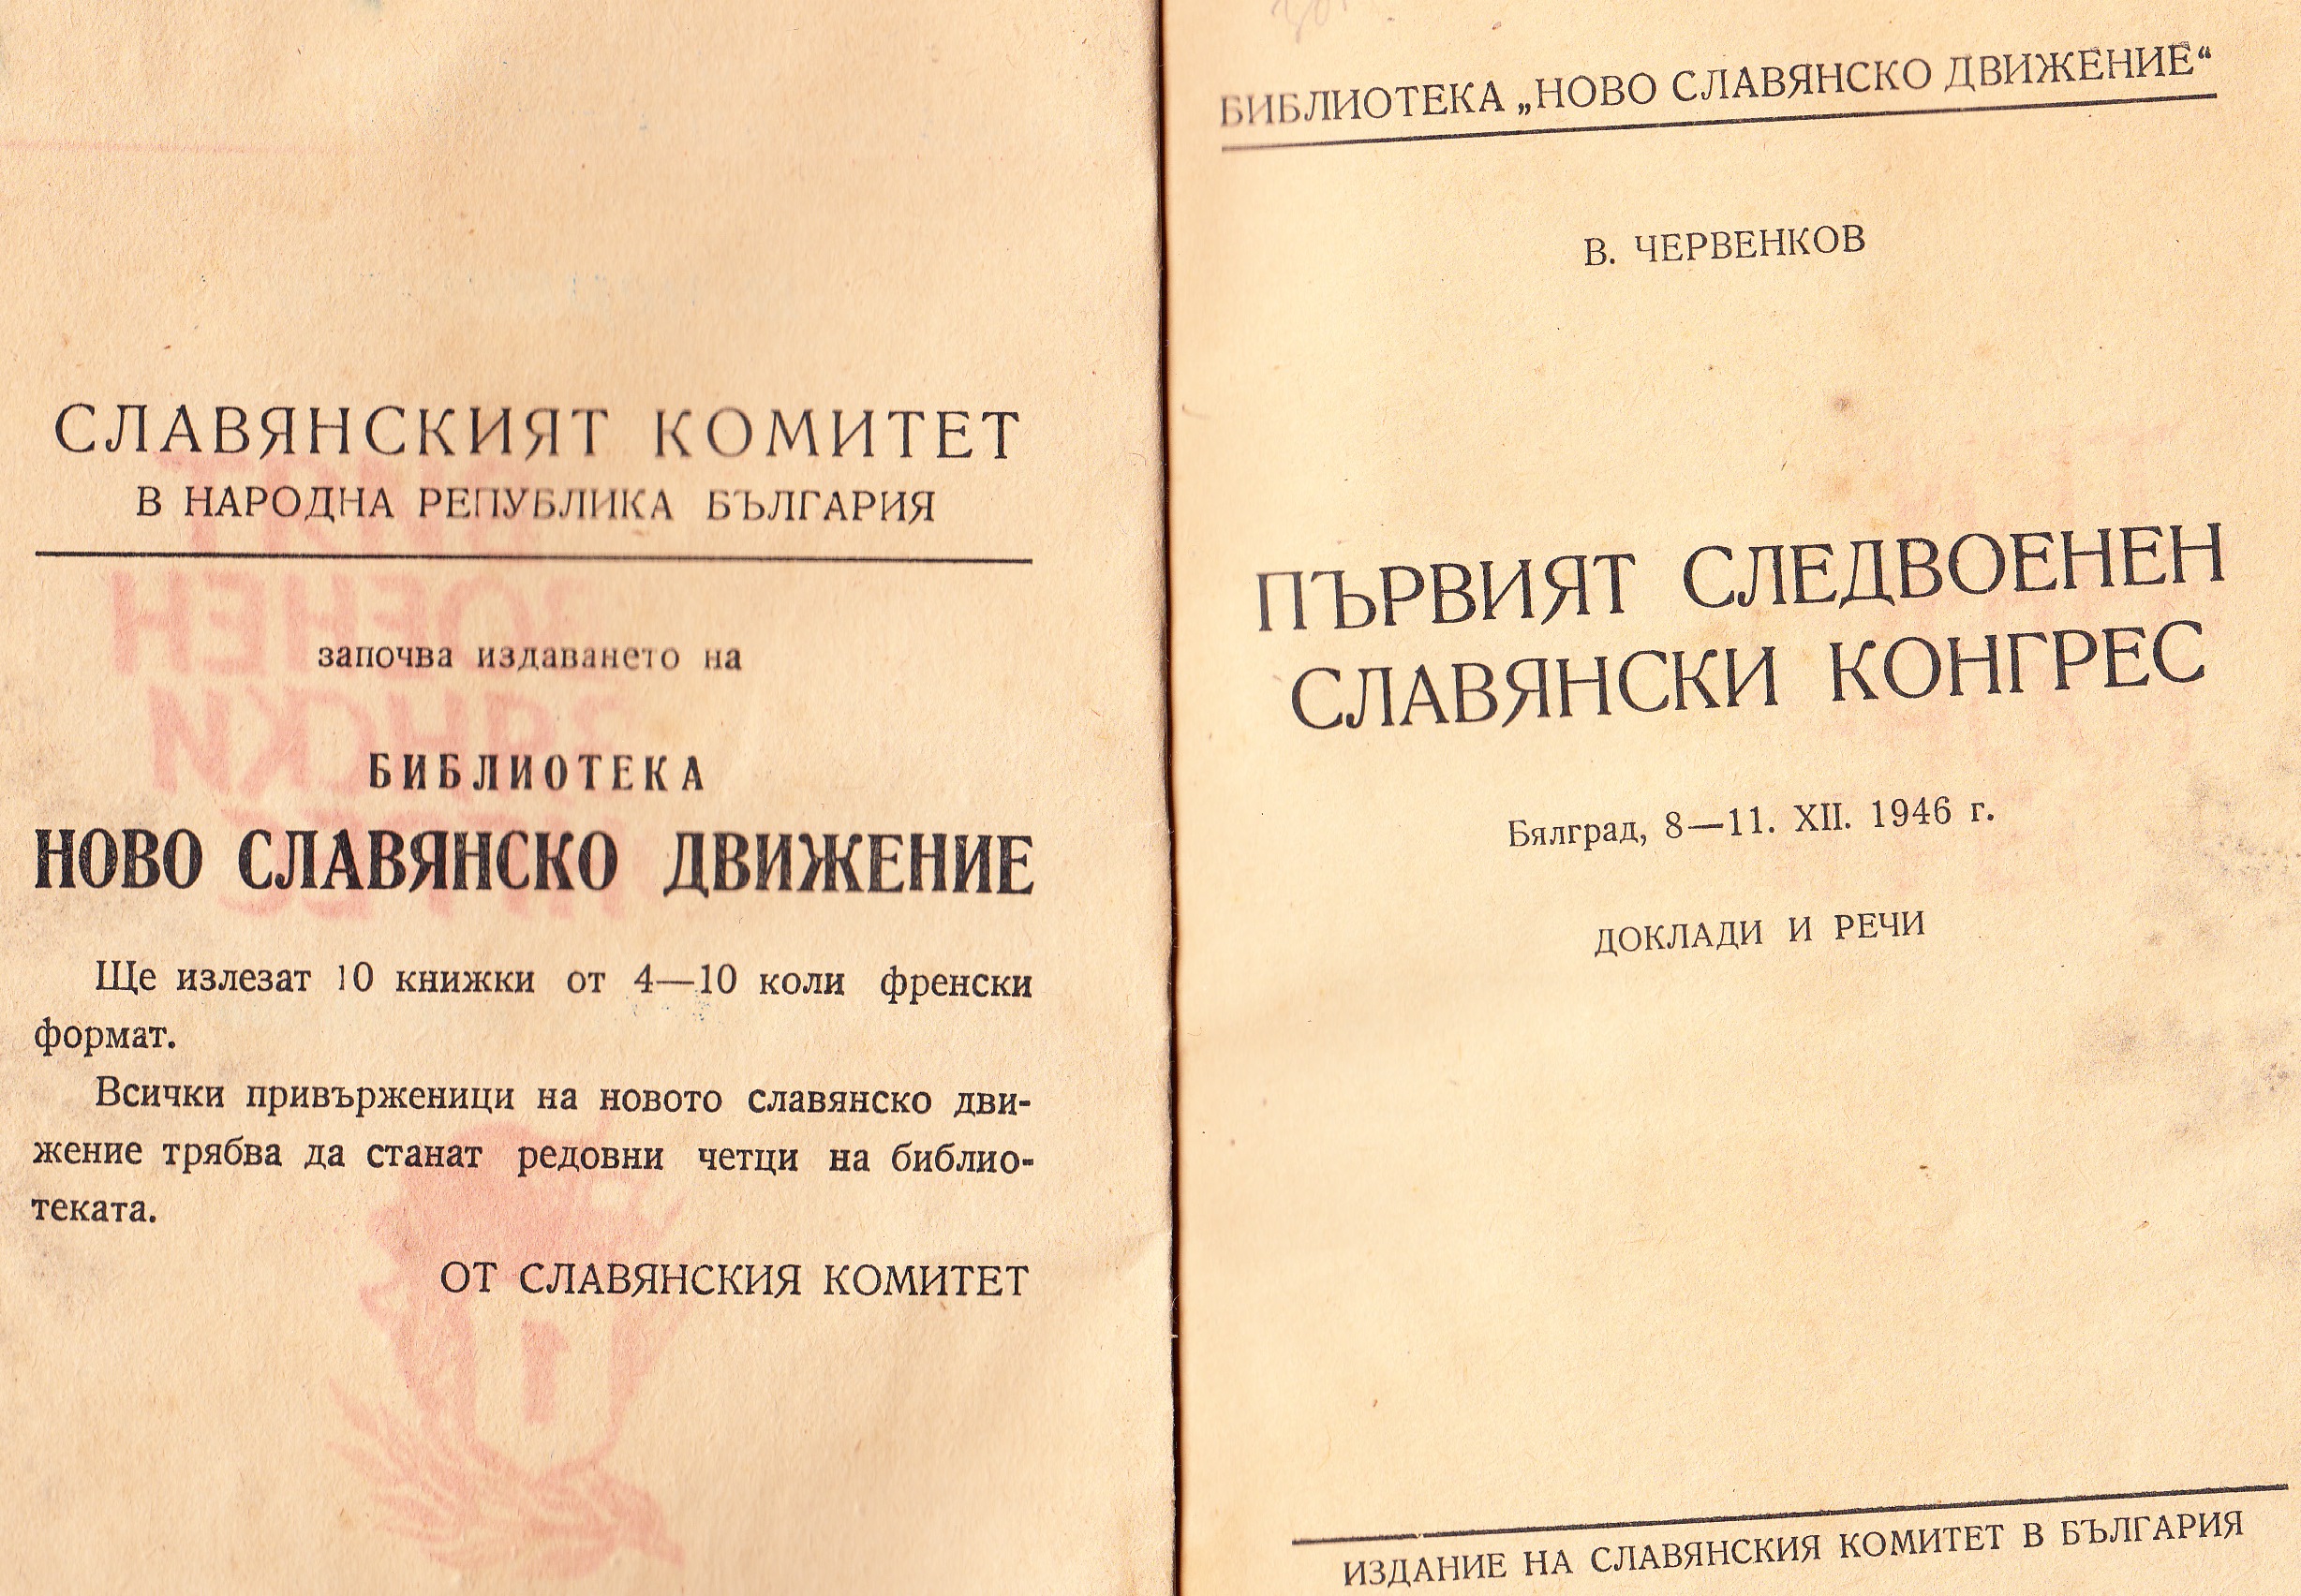 СЛАВЯНСКИЯТ КОМИТЕТ
В НАРОДНА РЕПУБЛИКА БЪЛГАРИЯ
започва издаването на
БИБЛИОТЕКА
НОВО СЛАВЯНСКО ДВИЖЕНИЕ
Ще излезат 10 книжки от 4—10 коли френски
формат.
Всички привърженици на новото славянско дви-
жение трябва да станат редовни четци на библио-
теката.
ОТ СЛАВЯНСКИЯ КОМИТЕТ
1
БИБЛИОТЕКА „НОВО СЛАВЯНСКО ДВИЖЕНИЕ“
В. ЧЕРВЕНКОВ
ПЪРВИЯТ СЛЕДВОЕНЕН
СЛАВЯНСКИ КОНГРЕС
Бялград, 8—11. XII. 1946 г.
ДОКЛАДИ И РЕЧИ
ИЗДАНИЕ НА СЛАВЯНСКИЯ КОМИТЕТ В БЪЛГАРИЯ